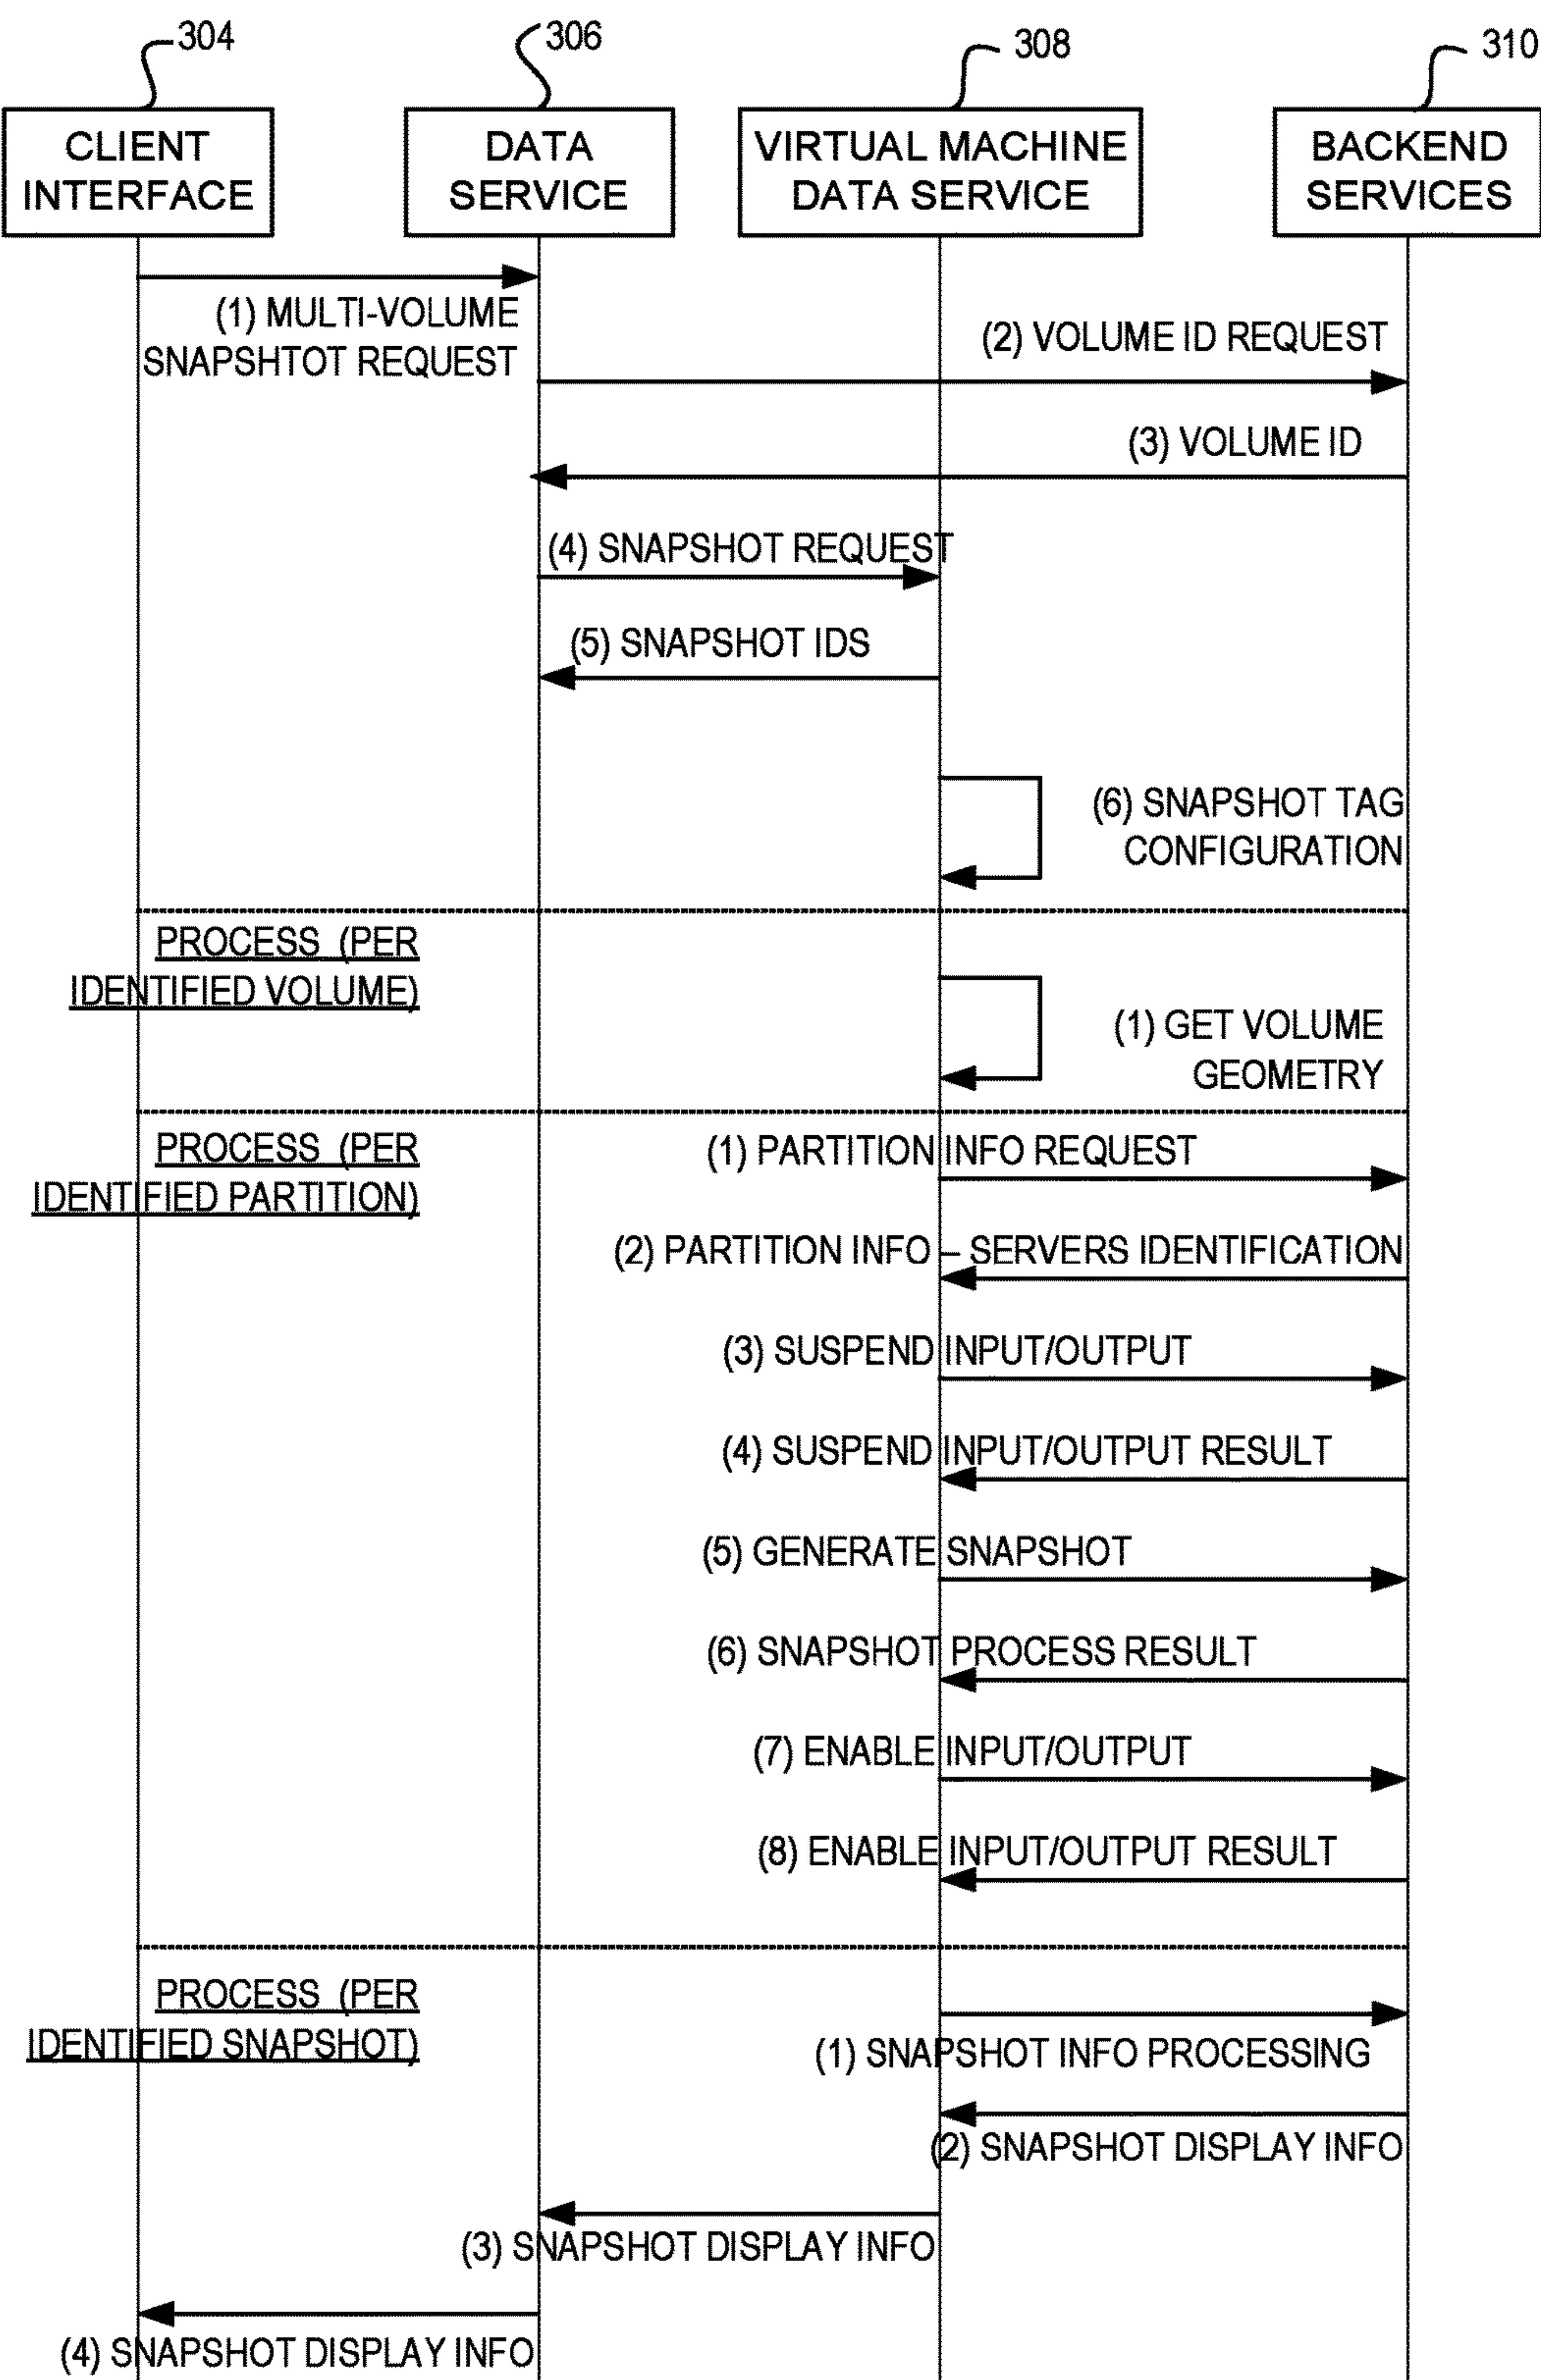 304
306
308
310
CLIENT
INTERFACE
DATA
SERVICE
VIRTUAL MACHINE
DATA SERVICE
BACKEND
SERVICES
(1) MULTI-VOLUME
SNAPSHTOT REQUEST
(2) VOLUME ID REQUEST
(3) VOLUME ID
(4) SNAPSHOT REQUEST
(5) SNAPSHOT IDS
(6) SNAPSHOT TAG
CONFIGURATION
PROCESS (PER
IDENTIFIED VOLUME)
(1) GET VOLUME
GEOMETRY
PROCESS (PER
IDENTIFIED PARTITION)
(1) PARTITION INFO REQUEST
(2) PARTITION INFO – SERVERS IDENTIFICATION
(3) SUSPEND INPUT/OUTPUT
(4) SUSPEND INPUT/OUTPUT RESULT
(5) GENERATE SNAPSHOT
(6) SNAPSHOT PROCESS RESULT
(7) ENABLE INPUT/OUTPUT
(8) ENABLE INPUT/OUTPUT RESULT
PROCESS (PER
IDENTIFIED SNAPSHOT)
(1) SNAPSHOT INFO PROCESSING
(2) SNAPSHOT DISPLAY INFO
(3) SNAPSHOT DISPLAY INFO
(4) SNAPSHOT DISPLAY INFO